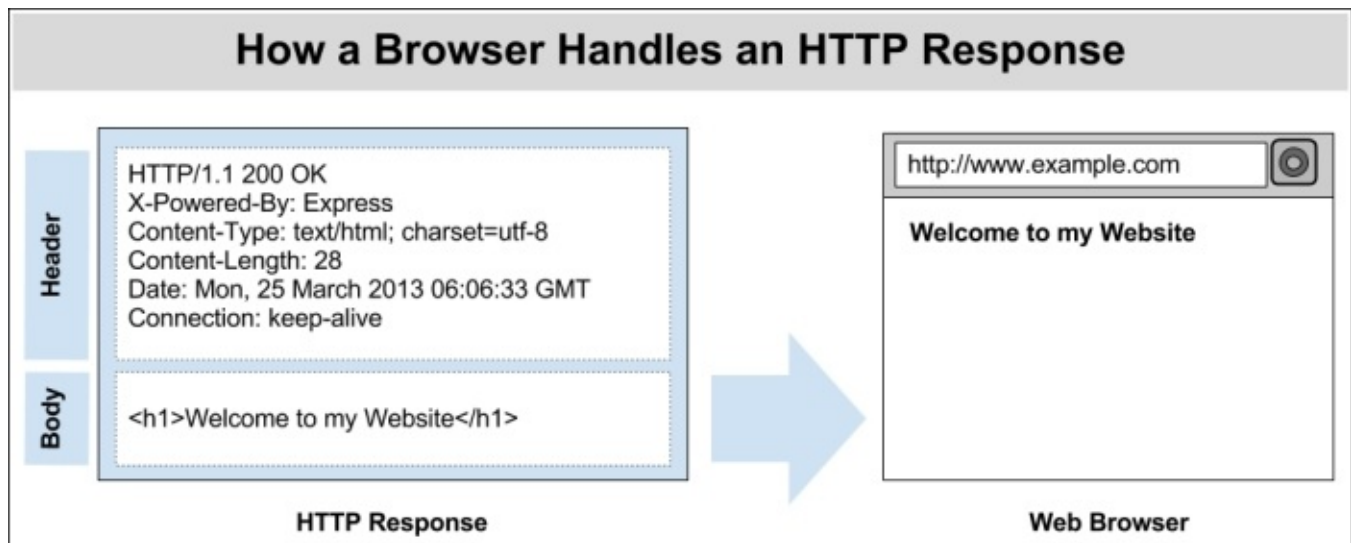 How a Browser Handles an HTTP Response
Header
HTTP/1.1 200 OK
X-Powered-By: Express
Content-Type: text/html; charset=utf-8
Content-Length: 28
Date: Mon, 25 March 2013 06:06:33 GMT
Connection: keep-alive
Body
<h1>Welcome to my Website</h1>
HTTP Response
http://www.example.com
Welcome to my Website
Web Browser